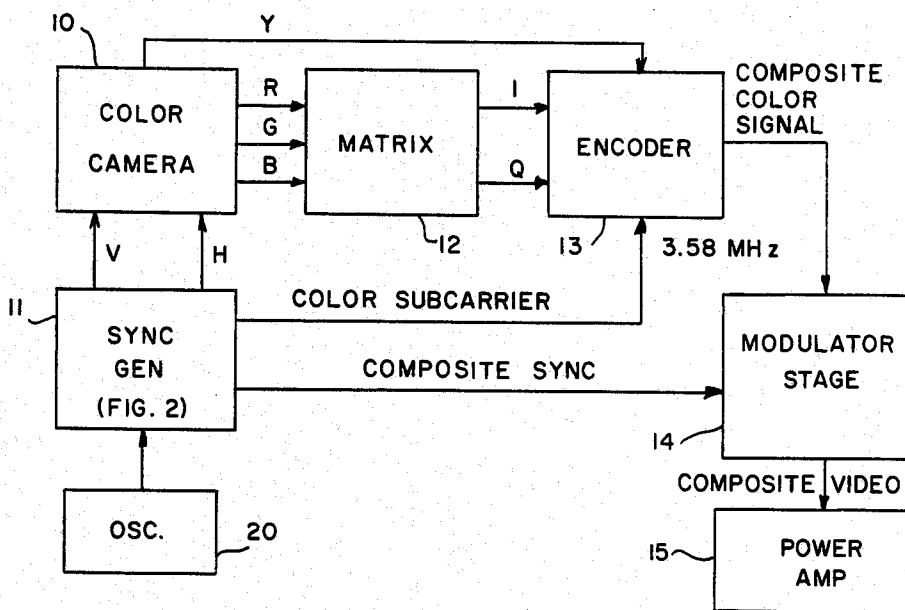 10
Y
COLOR
CAMERA
R
G
B
MATRIX
12
I
Q
ENCODER
13
COMPOSITE
COLOR
SIGNAL
V
H
3.58 MHz
11
SYNC
GEN
(FIG. 2)
COLOR SUBCARRIER
COMPOSITE SYNC
MODULATOR
STAGE
14
COMPOSITE VIDEO
OSC.
20
15
POWER
AMP